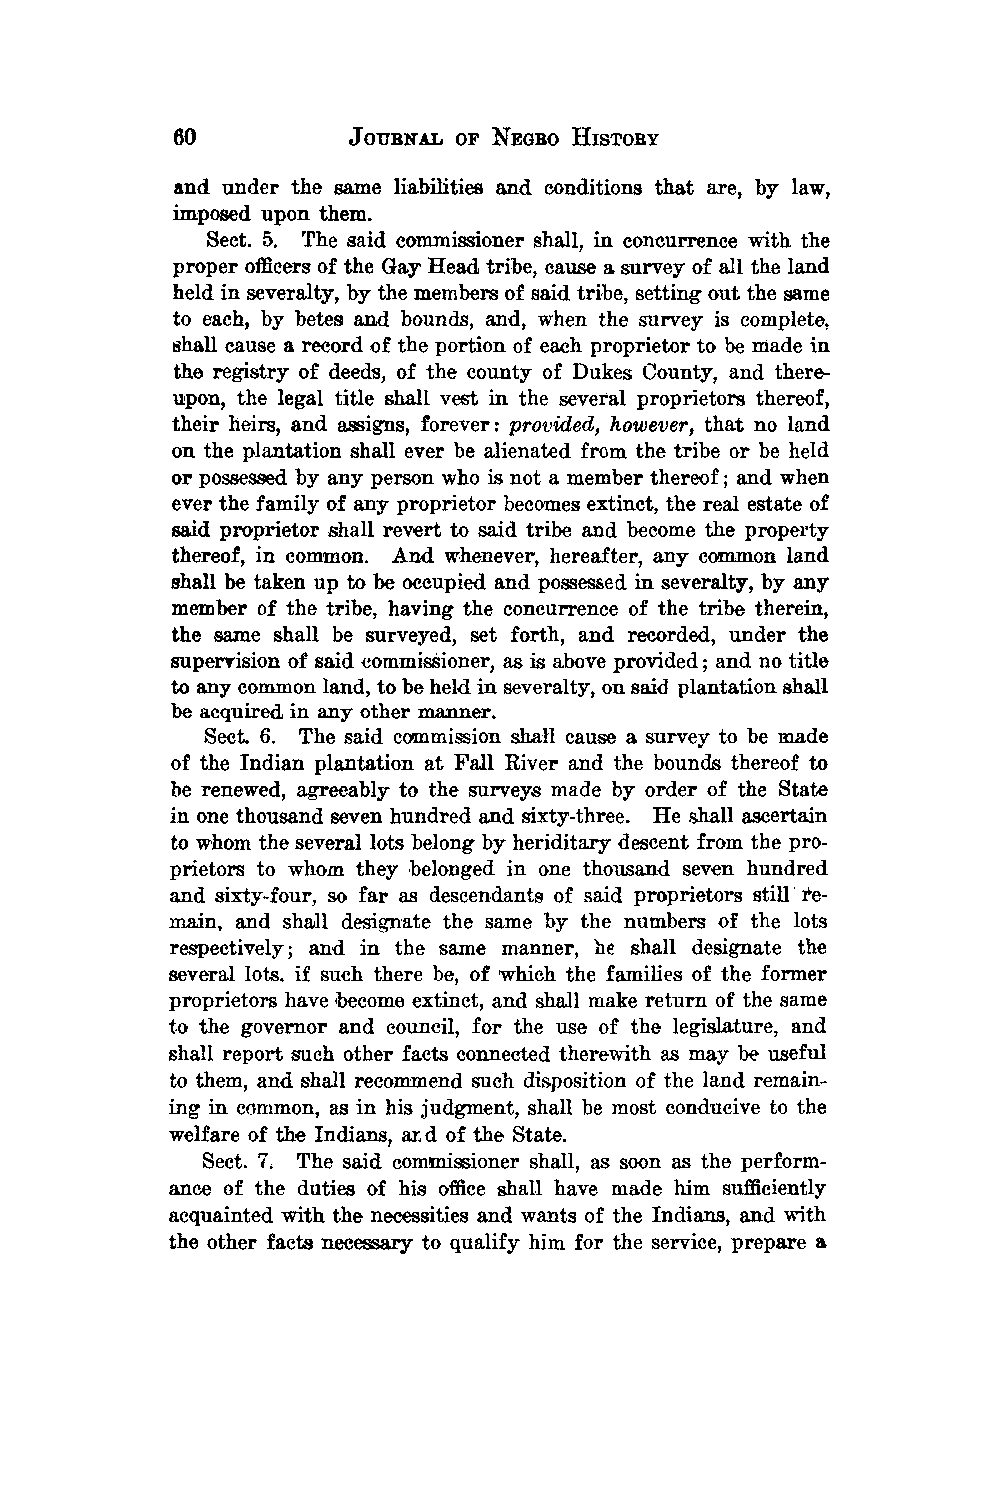 60 JOURNAL OF NEGRO HISTORY
and under the same liabilities and conditions that are, by law,
imposed upon them.
Sect. 5. The said commissioner shall, in concurrence with the
proper officers of the Gay Head tribe, cause a survey of all the land
held in severalty, by the members of said tribe, setting out the same
to each, by betes and bounds, and, when the survey is complete,
shall cause a record of the portion of each proprietor to be made in
the registry of deeds, of the county of Dukes County, and there-
upon, the legal title shall vest in the several proprietors thereof,
their heirs, and assigns, forever: provided, however, that no land
on the plantation shall ever be alienated from the tribe or be held
or possessed by any person who is not a member thereof; and when
ever the family of any proprietor becomes extinct, the real estate of
said proprietor shall revert to said tribe and become the property
thereof, in common. And whenever, hereafter, any common land
shall be taken up to be occupied and possessed in severalty, by any
member of the tribe, having the concurrence of the tribe therein,
the same shall be surveyed, set forth, and recorded, under the
supervision of said commissioner, as is above provided; and no title
to any common land, to be held in severalty, on said plantation shall
be acquired in any other manner.
Sect. 6. The said commission shall cause a survey to be made
of the Indian plantation at Fall River and the bounds thereof to
be renewed, agreeably to the surveys made by order of the State
in one thousand seven hundred and sixty-three. He shall ascertain
to whom the several lots belong by heriditary descent from the pro-
prietors to whom they belonged in one thousand seven hundred
and sixty-four, so far as descendants of said proprietors still re-
main, and shall designate the same by the numbers of the lots
respectively; and in the same manner, he shall designate the
several lots, if such there be, of which the families of the former
proprietors have become extinct, and shall make return of the same
to the governor and council, for the use of the legislature, and
shall report such other facts connected therewith as may be useful
to them, and shall recommend such disposition of the land remain-
ing in common, as in his judgment, shall be most conducive to the
welfare of the Indians, and of the State.
Sect. 7. The said commissioner shall, as soon as the perform-
ance of the duties of his office shall have made him sufficiently
acquainted with the necessities and wants of the Indians, and with
the other facts necessary to qualify him for the service, prepare a